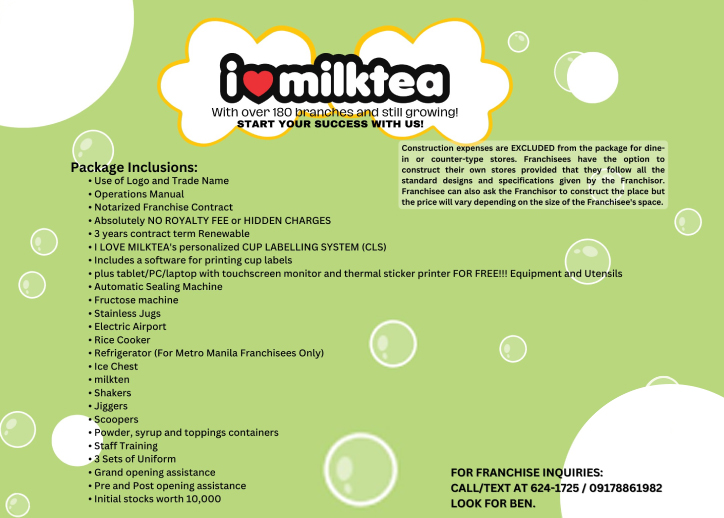 i milktea
With over 180 branches and still growing!
START YOUR SUCCESS WITH US!
Construction expenses are EXCLUDED from the package for dine-
in or counter-type stores. Franchisees have the option to
construct their own stores provided that they follow all the
standard designs and specifications given by the Franchisor.
Franchisee can also ask the Franchisor to construct the place but
the price will vary depending on the size of the Franchisee's space.
Package Inclusions:
• Use of Logo and Trade Name
• Operations Manual
• Notarized Franchise Contract
• Absolutely NO ROYALTY FEE or HIDDEN CHARGES
• 3 years contract term Renewable
• I LOVE MILKTEA's personalized CUP LABELLING SYSTEM (CLS)
• Includes a software for printing cup labels
• plus tablet/PC/laptop with touchscreen monitor and thermal sticker printer FOR FREE!!! Equipment and Utensils
• Automatic Sealing Machine
• Fructose machine
• Stainless Jugs
• Electric Airport
• Rice Cooker
• Refrigerator (For Metro Manila Franchisees Only)
• Ice Chest
• milkten
• Shakers
• Jiggers
• Scoopers
• Powder, syrup and toppings containers
• Staff Training
• 3 Sets of Uniform
• Grand opening assistance
• Pre and Post opening assistance
• Initial stocks worth 10,000
FOR FRANCHISE INQUIRIES:
CALL/TEXT AT 624-1725 / 09178861982
LOOK FOR BEN.